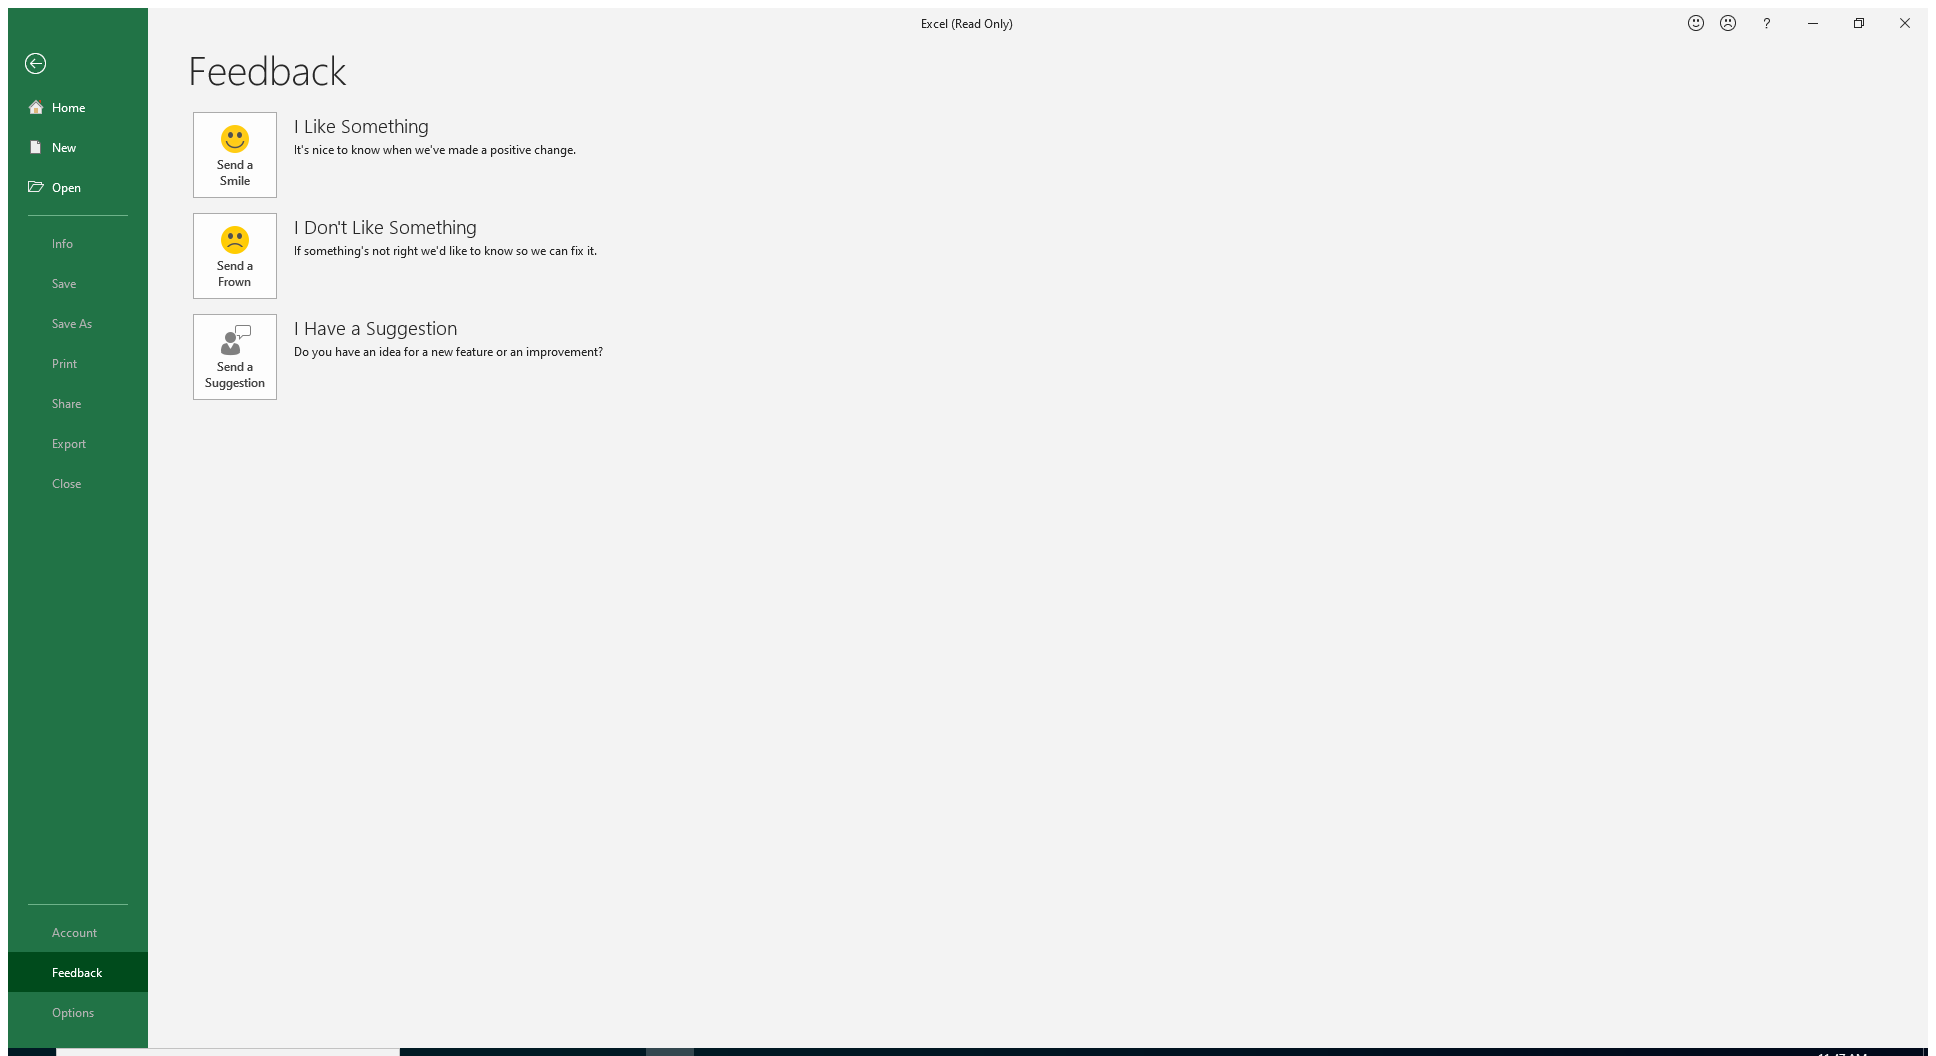 Excel (Read Only)
?
Feedback
Home
New
Open
Info
Save
Save As
Print
Share
Export
Close
Account
Feedback
Options
Send a
Smile
I Like Something
It's nice to know when we've made a positive change.
Send a
Frown
I Don't Like Something
If something's not right we'd like to know so we can fix it.
Send a
Suggestion
I Have a Suggestion
Do you have an idea for a new feature or an improvement?